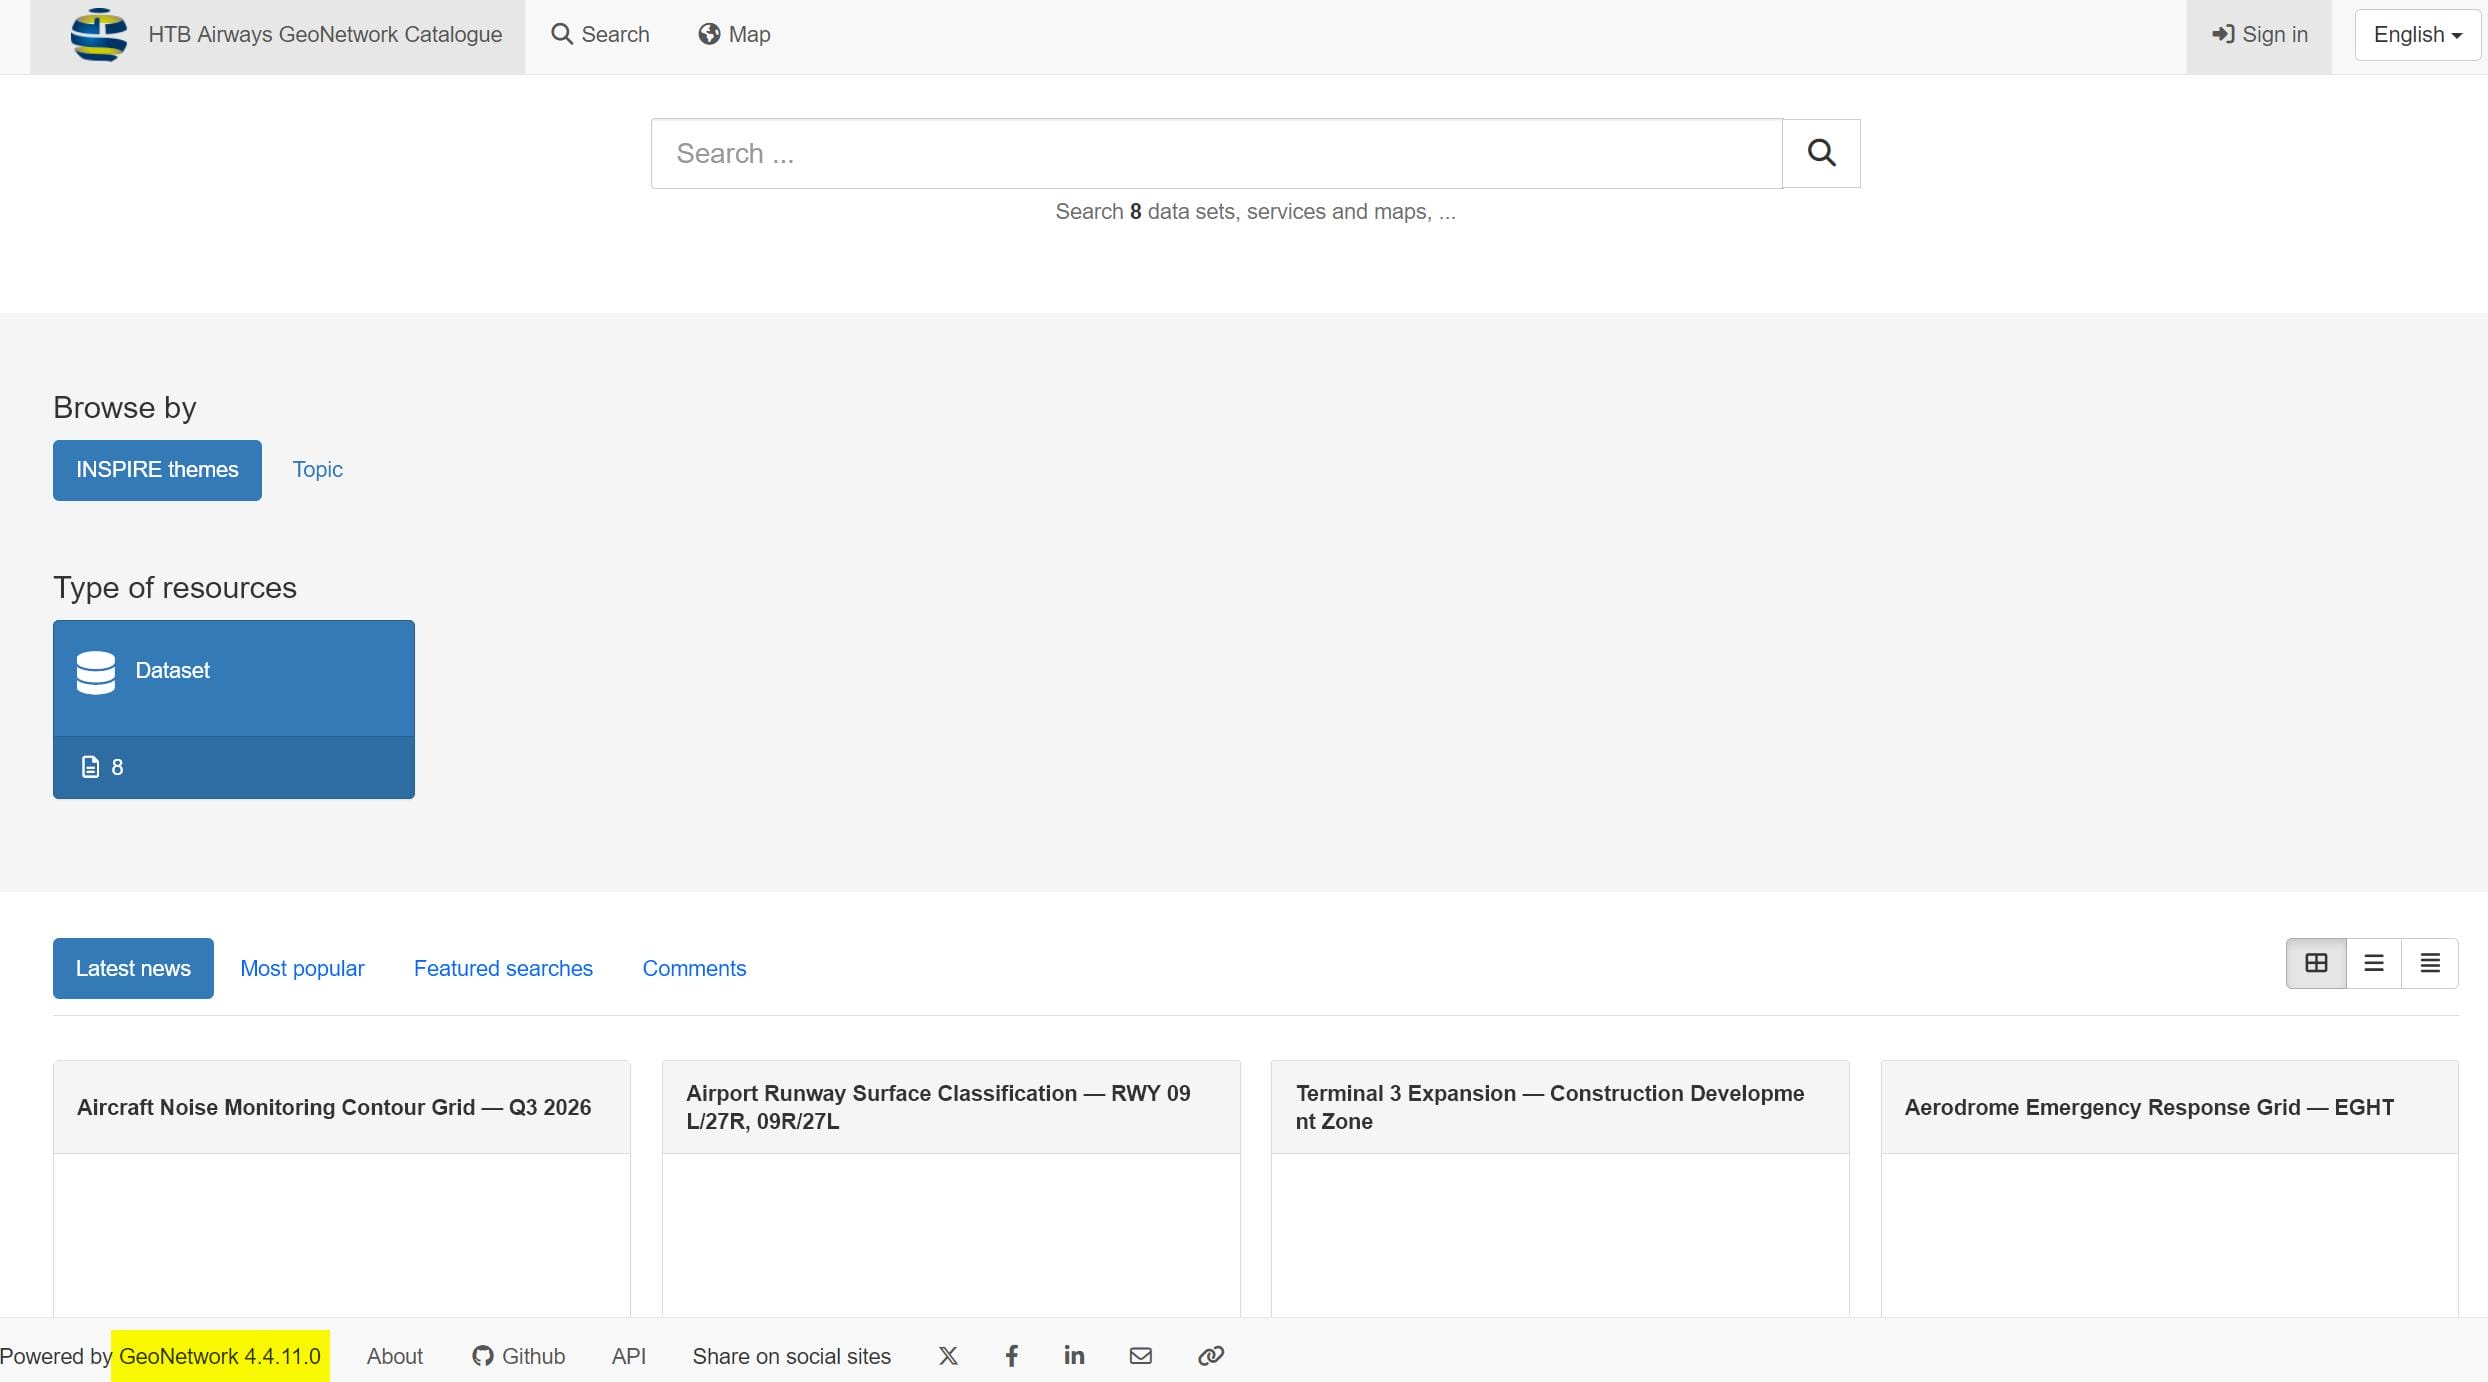 HTB Airways GeoNetwork Catalogue
Search
Map
Sign in
English
Search ...
Search 8 data sets, services and maps, ...
Browse by
INSPIRE themes
Topic
Type of resources
Dataset
8
Latest news
Most popular
Featured searches
Comments
Aircraft Noise Monitoring Contour Grid — Q3 2026
Airport Runway Surface Classification — RWY 09
L/27R, 09R/27L
Terminal 3 Expansion — Construction Developme
nt Zone
Aerodrome Emergency Response Grid — EGHT
Powered by GeoNetwork 4.4.11.0
About
Github
API
Share on social sites